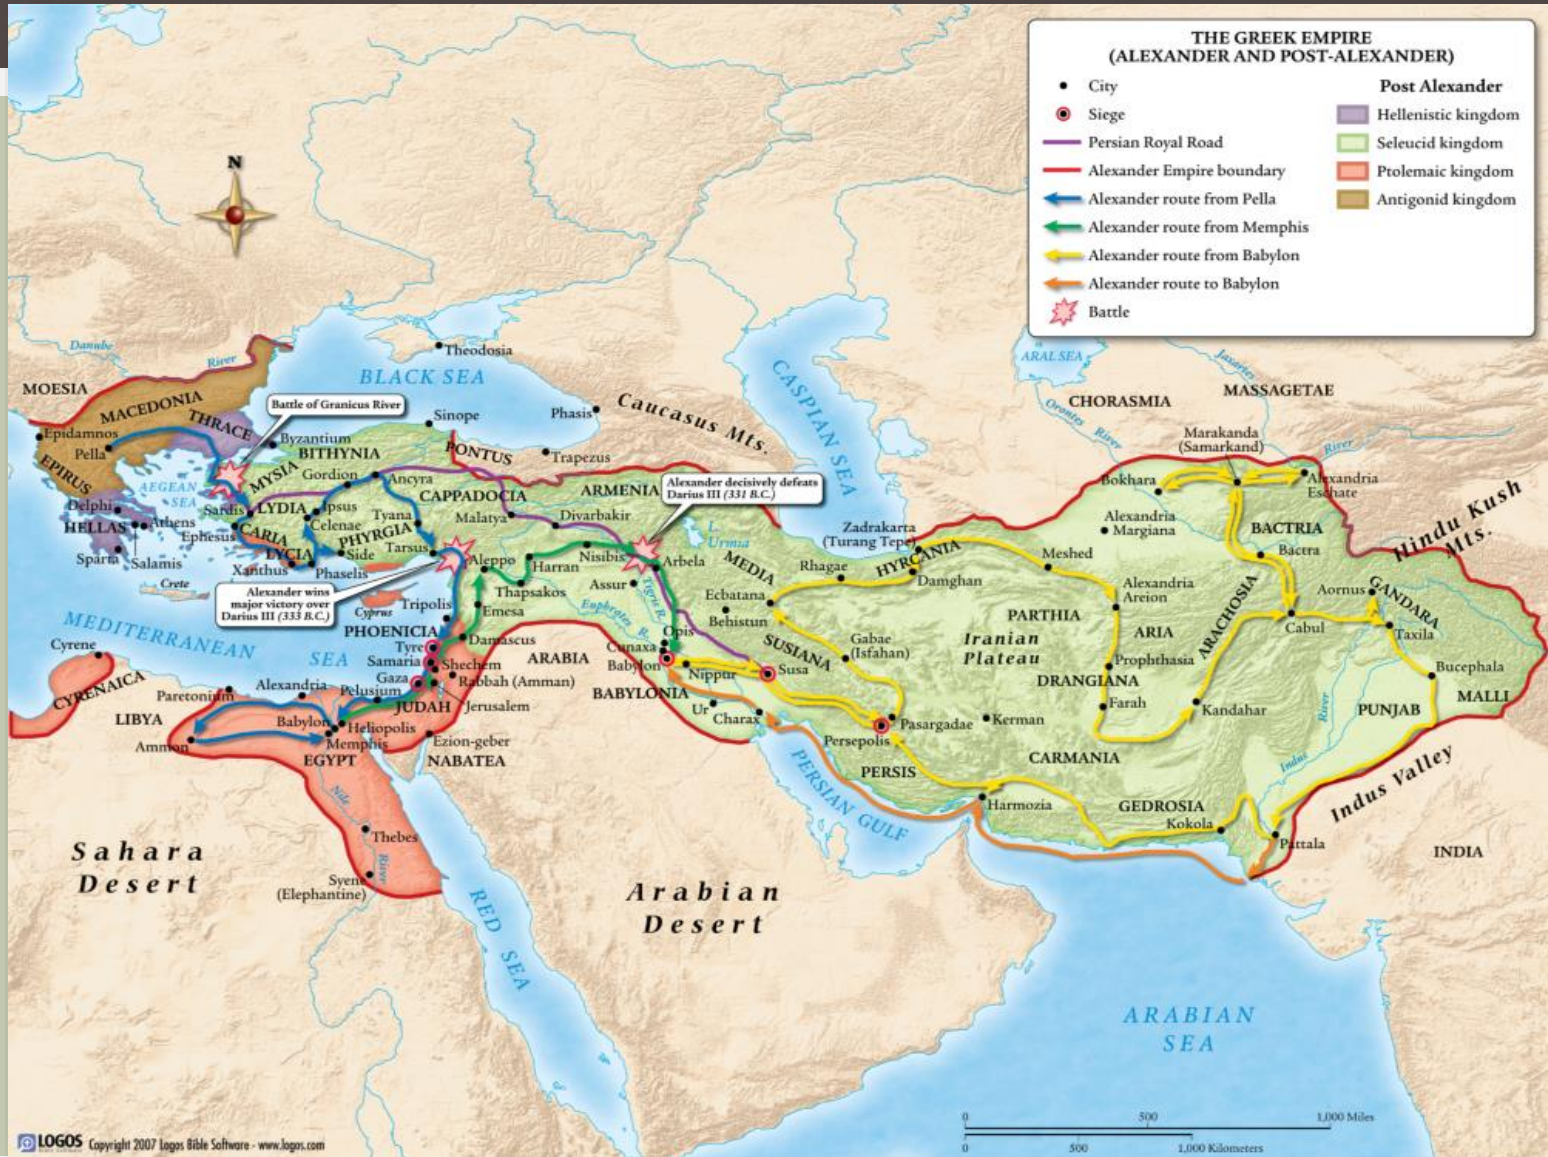 THE GREEK EMPIRE
(ALEXANDER AND POST-ALEXANDER)
City
Siege
Persian Royal Road
Alexander Empire boundary
Alexander route from Pella
Alexander route from Memphis
Alexander route from Babylon
Alexander route to Babylon
Battle
Post Alexander
Hellenistic kingdom
Seleucid kingdom
Ptolemaic kingdom
Antigonid kingdom
N
Danube
River
MOESIA
MACEDONIA
THRACE
Epidamnos
Pella
EPIRUS
AEGEAN
SEA
Delphi
HELLAS
Athens
Sparta
Salamis
Crete
Battle of Granicus River
Byzantium
BITHYNIA
MYSIA
Gordion
Ancyra
Sardis
LYDIA
Ipsus
Celenae
Ephesus
CARIA
PHYRGIA
LYCIA
Side
Xanthus
Phaselis
Tyana
Tarsus
CAPPADOCIA
Malatya
Theodosia
BLACK SEA
Sinope
Phasis
Caucasus Mts.
PONTUS
Trapezus
ARMENIA
Divarbakir
Alexander decisively defeats
Darius III (331 B.C.)
Alexander wins
major victory over
Darius III (333 B.C.)
Aleppo
Harran
Nisibis
Arbela
Thapsakos
Assur
Tigris R.
Euphrates R.
L.
Urmia
Emesa
Cyprus
Tripolis
PHOENICIA
Damascus
Tyre
Samaria
Shechem
Gaza
Rabbah (Amman)
JUDAH
Jerusalem
ARABIA
MEDITERRANEAN
SEA
Cyrene
CYRENAICA
Paretonium
Alexandria
Pelusium
LIBYA
Babylon
Heliopolis
Ammon
Memphis
EGYPT
Ezion-geber
NABATEA
Nile
River
Thebes
Syene
(Elephantine)
Sahara
Desert
RED SEA
Arabian
Desert
CASPIAN SEA
ARAL SEA
Jaxartes
River
Orontes
River
CHORASMIA
MASSAGETAE
Marakanda
(Samarkand)
Bokhara
Alexandria
Eschate
Alexandria
Margiana
BACTRIA
Bactra
Hindu Kush
Mts.
Zadrakarta
(Turang Tepe)
HYRCANIA
Meshed
MEDIA
Rhagae
Damghan
Ecbatana
Behistun
PARTHIA
Alexandria
Areion
ARIA
ARACHOSIA
Aornus
GANDARA
Cabul
Taxila
Opis
Cunaxa
Babylon
Nippur
SUSIANA
Susa
Gabae
(Isfahan)
Iranian
Plateau
Prophthasia
DRANGIANA
Farah
Kandahar
Bucephala
MALLI
PUNJAB
River
Indus
BABYLONIA
Ur
Charax
Pasargadae
Persepolis
Kerman
CARMANIA
PERSIS
PERSIAN GULF
Harmozia
GEDROSIA
Kokola
Pattala
Indus Valley
INDIA
ARABIAN
SEA
0 500 1,000 Miles
0 500 1,000 Kilometers
LOGOS Copyright 2007 Logos Bible Software - www.logos.com